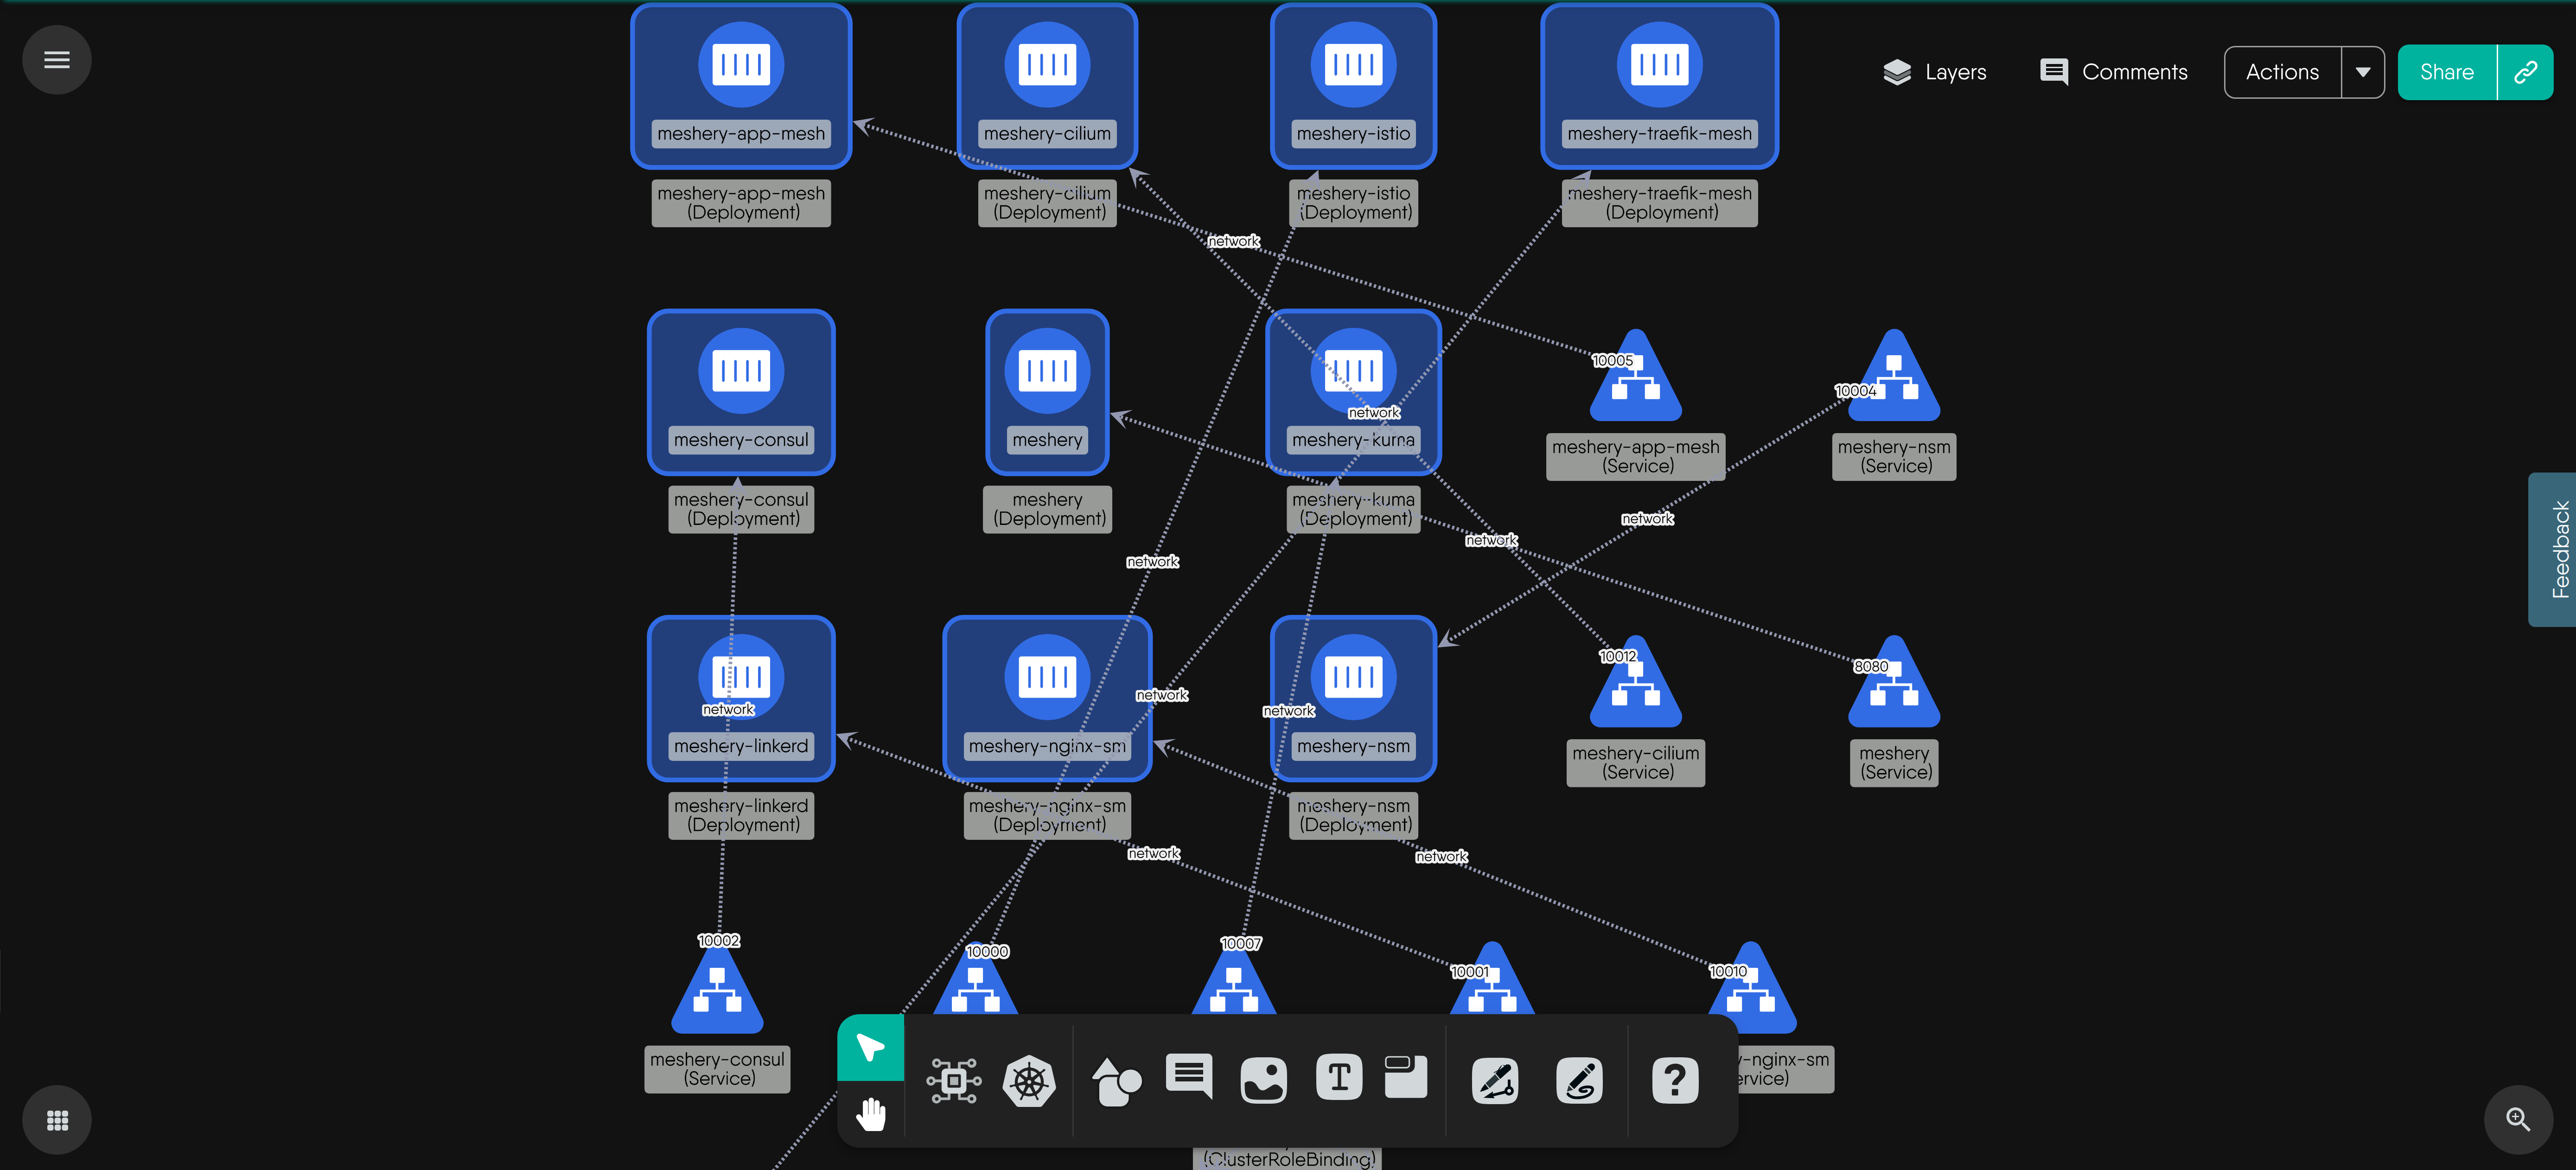 meshery-app-mesh
meshery-cilium
meshery-istio
meshery-traefik-mesh
Layers
Comments
Actions
Share
meshery-app-mesh
(Deployment)
meshery-cilium
(Deployment)
meshery-istio
(Deployment)
meshery-traefik-mesh
(Deployment)
network
meshery-consul
meshery
meshery-kuma
network
10005
10004
meshery-app-mesh
(Service)
meshery-nsm
(Service)
meshery-consul
(Deployment)
meshery
(Deployment)
meshery-kuma
(Deployment)
network
network
network
Feedback
meshery-linkerd
network
meshery-nginx-sm
network
network
meshery-nsm
10012
8080
meshery-cilium
(Service)
meshery
(Service)
meshery-linkerd
(Deployment)
meshery-nginx-sm
(Deployment)
meshery-nsm
(Deployment)
network
network
10002
10000
10007
10001
10010
meshery-consul
(Service)
-nginx-sm
(ClusterRoleBinding)